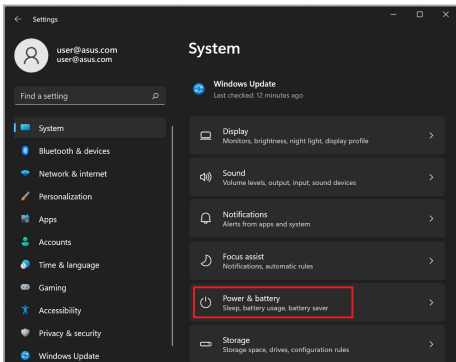 Settings
user@asus.com
user@asus.com
Find a setting
System
Bluetooth & devices
Network & internet
Personalization
Apps
Accounts
Time & language
Gaming
Accessibility
Privacy & security
Windows Update
System
Windows Update
Last checked: 12 minutes ago
Display
Monitors, brightness, night light, display profile
Sound
Volume levels, output, input, sound devices
Notifications
Alerts from apps and system
Focus assist
Notifications, automatic rules
Power & battery
Sleep, battery usage, battery saver
Storage
Storage space, drives, configuration rules